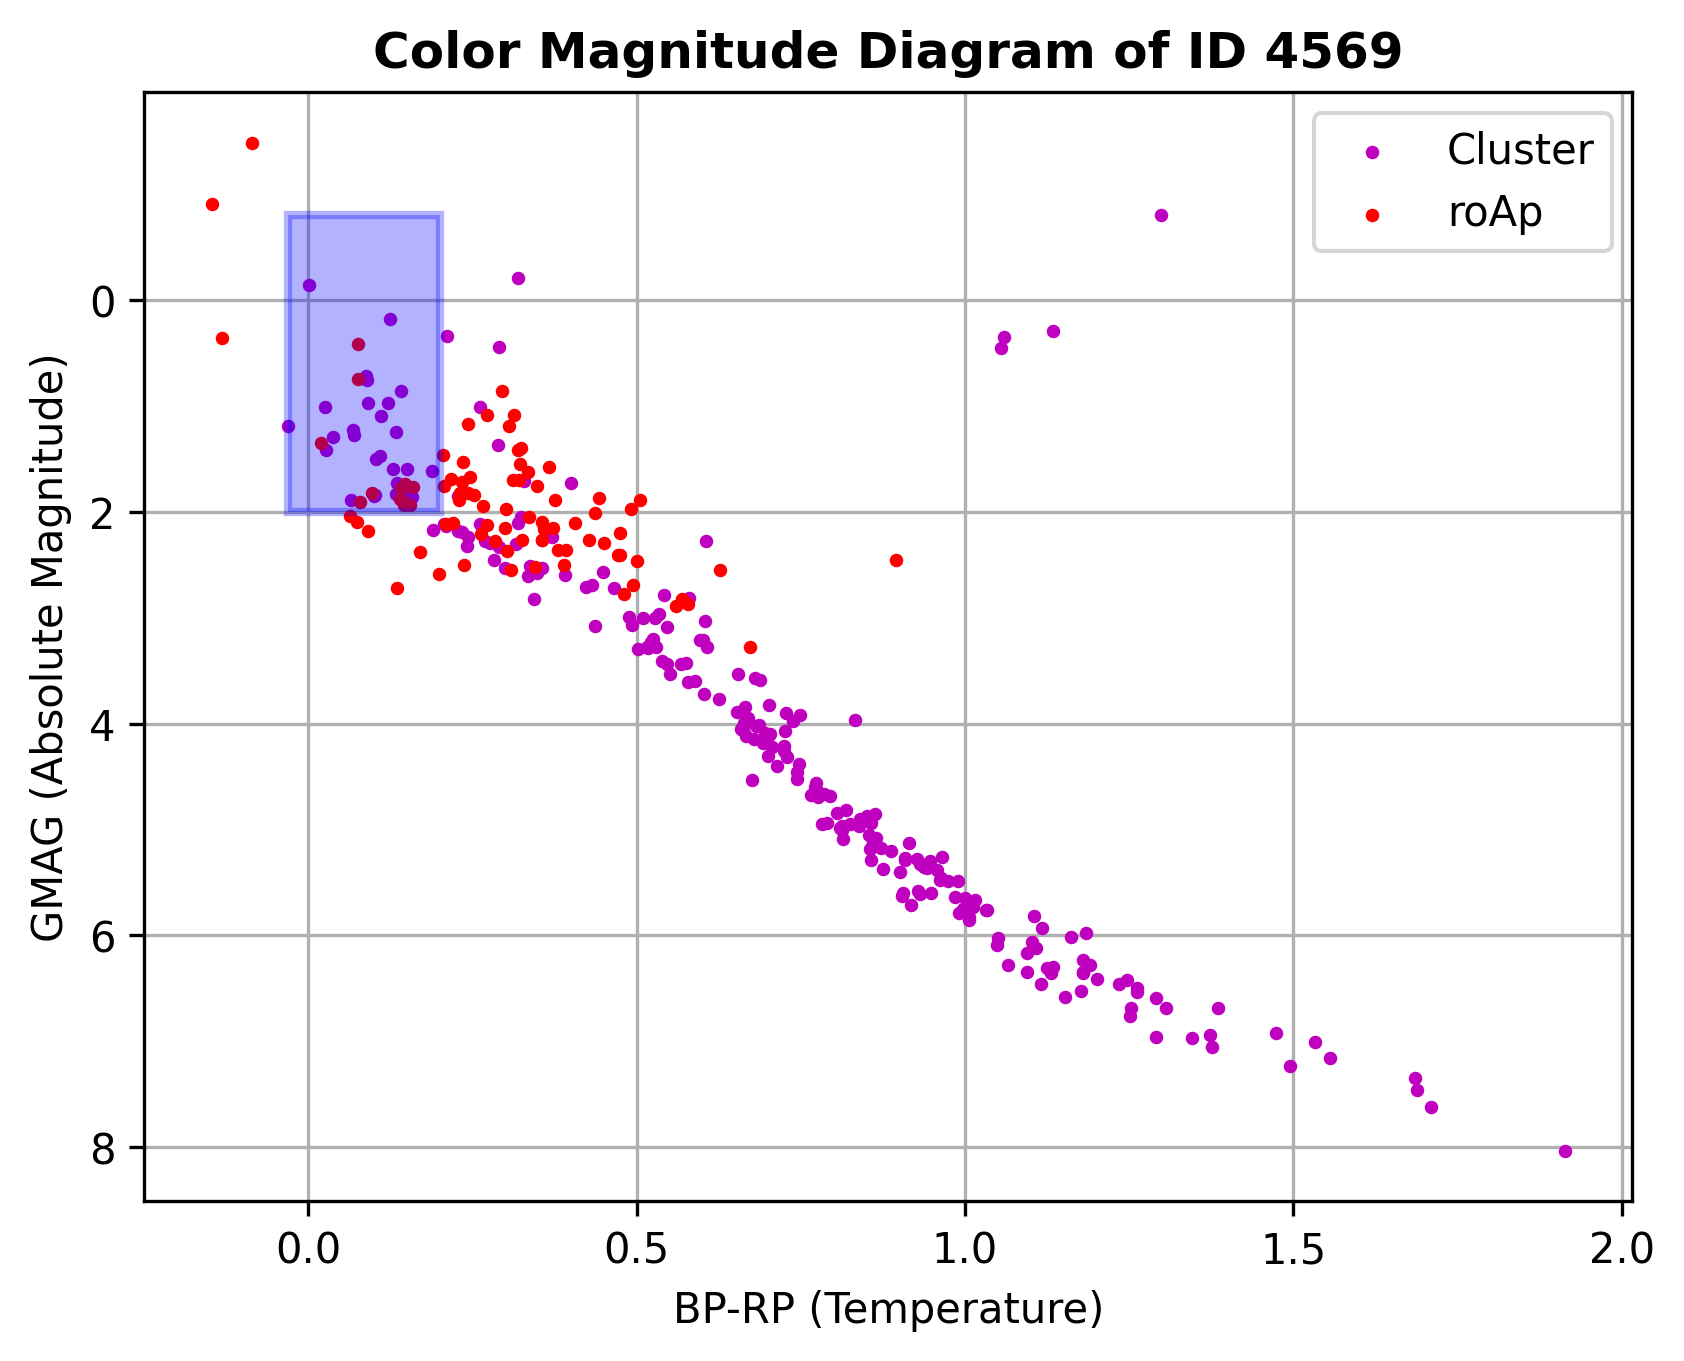 Color Magnitude Diagram of ID 4569
Cluster
roAp
GMAG (Absolute Magnitude)
0
2
4
6
8
0.0 0.5 1.0 1.5 2.0
BP-RP (Temperature)